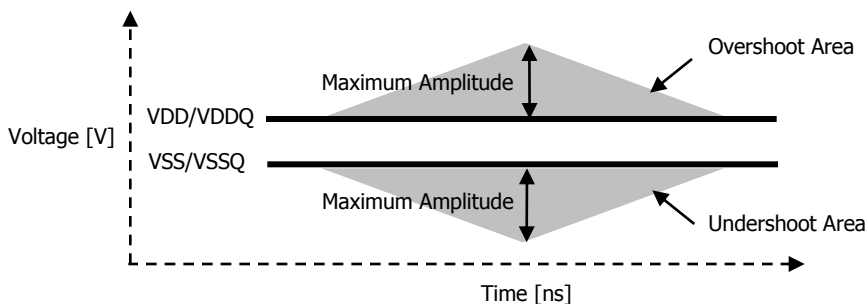 Overshoot Area
Maximum Amplitude
VDD/VDDQ
Voltage [V]
VSS/VSSQ
Maximum Amplitude
Undershoot Area
Time [ns]